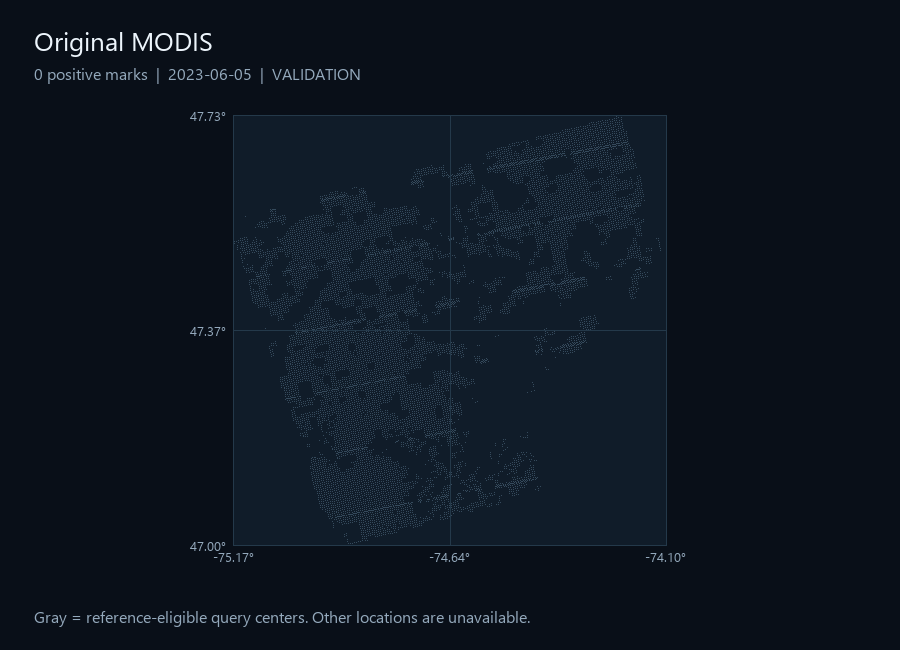 Original MODIS
0 positive marks | 2023-06-05 | VALIDATION
47.73°
47.37°
47.00°
-75.17°
-74.64°
-74.10°
Gray = reference-eligible query centers. Other locations are unavailable.